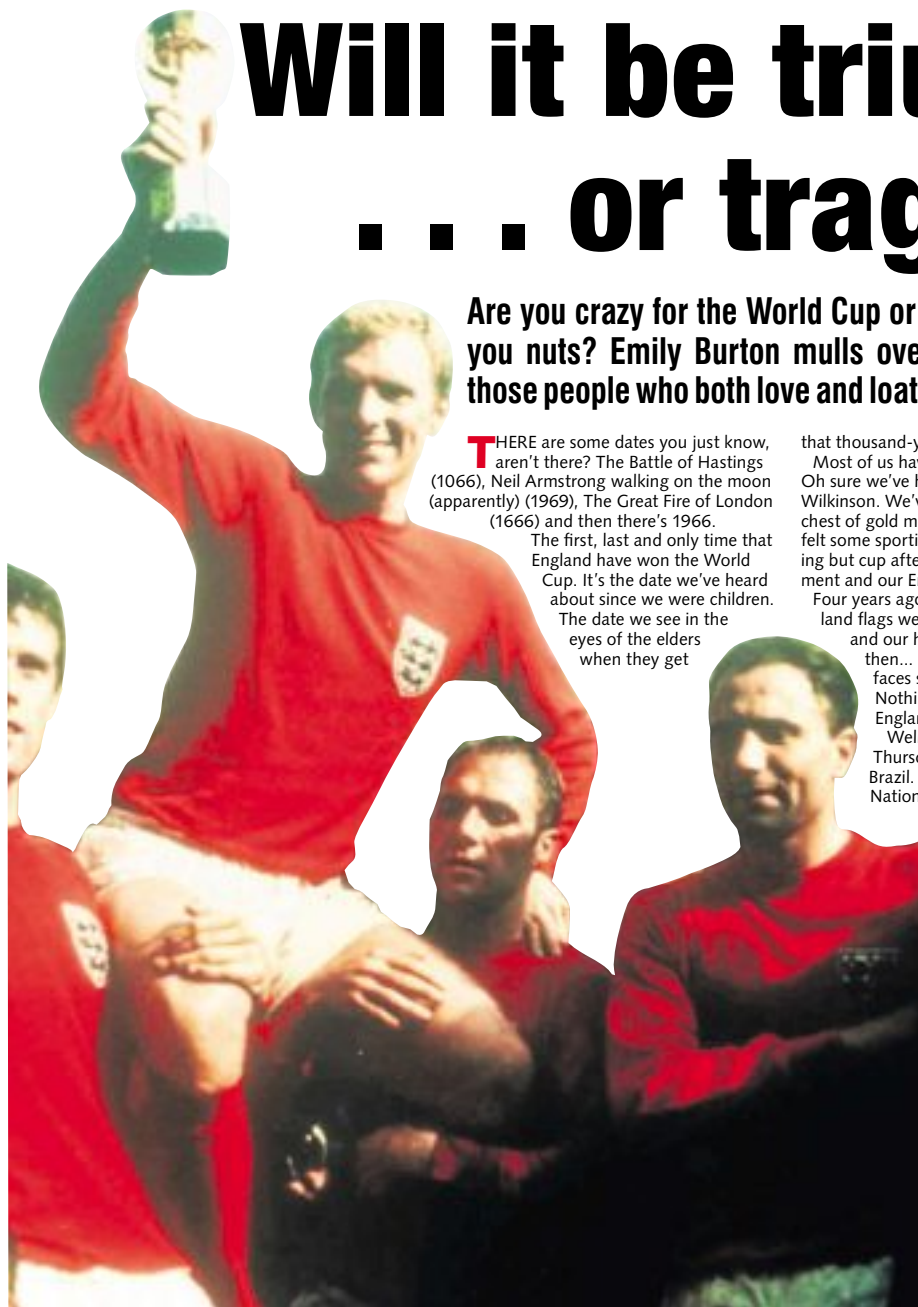 Will it be triu
. . . or trag
Are you crazy for the World Cup or
you nuts? Emily Burton mulls ove
those people who both love and loat
THERE are some dates you just know,
aren't there? The Battle of Hastings
(1066), Neil Armstrong walking on the moon
(apparently) (1969), The Great Fire of London
(1666) and then there's 1966.
The first, last and only time that
England have won the World
Cup. It's the date we've heard
about since we were children.
The date we see in the
eyes of the elders
when they get
that thousand-y
Most of us hav
Oh sure we've h
Wilkinson. We'v
chest of gold m
felt some sporti
ing but cup afte
ment and our E
Four years ago
land flags we
and our h
then...
faces s
Nothi
Englan
Wel
Thursd
Brazil.
Nation